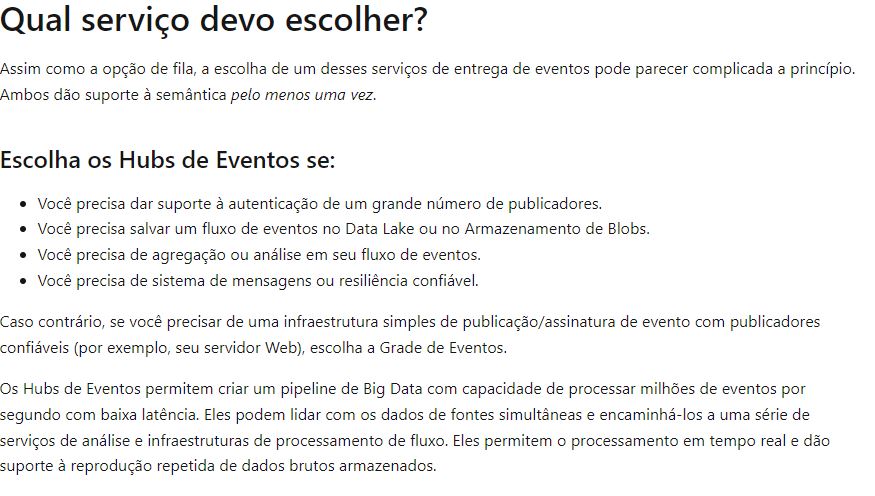 Qual serviço devo escolher?
Assim como a opção de fila, a escolha de um desses serviços de entrega de eventos pode parecer complicada a princípio.
Ambos dão suporte à semântica pelo menos uma vez.
Escolha os Hubs de Eventos se:
• Você precisa dar suporte à autenticação de um grande número de publicadores.
• Você precisa salvar um fluxo de eventos no Data Lake ou no Armazenamento de Blobs.
• Você precisa de agregação ou análise em seu fluxo de eventos.
• Você precisa de sistema de mensagens ou resiliência confiável.
Caso contrário, se você precisar de uma infraestrutura simples de publicação/assinatura de evento com publicadores
confiáveis (por exemplo, seu servidor Web), escolha a Grade de Eventos.
Os Hubs de Eventos permitem criar um pipeline de Big Data com capacidade de processar milhões de eventos por
segundo com baixa latência. Eles podem lidar com os dados de fontes simultâneas e encaminhá-los a uma série de
serviços de análise e infraestruturas de processamento de fluxo. Eles permitem o processamento em tempo real e dão
suporte à reprodução repetida de dados brutos armazenados.